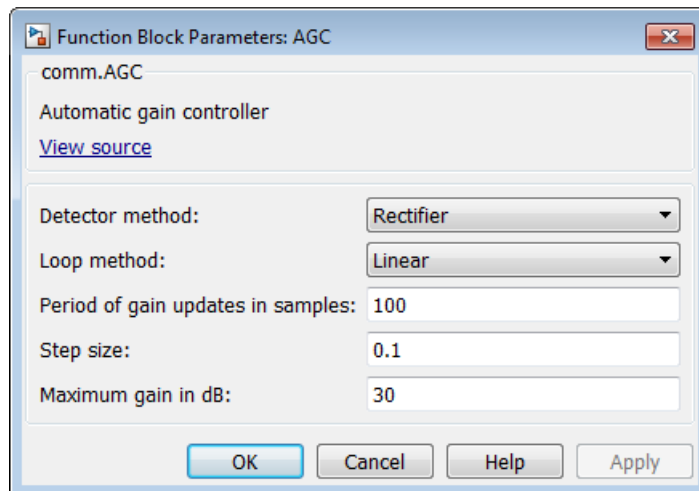 Function Block Parameters: AGC
comm.AGC
Automatic gain controller
View source
Detector method: Rectifier
Loop method: Linear
Period of gain updates in samples: 100
Step size: 0.1
Maximum gain in dB: 30
OK Cancel Help Apply